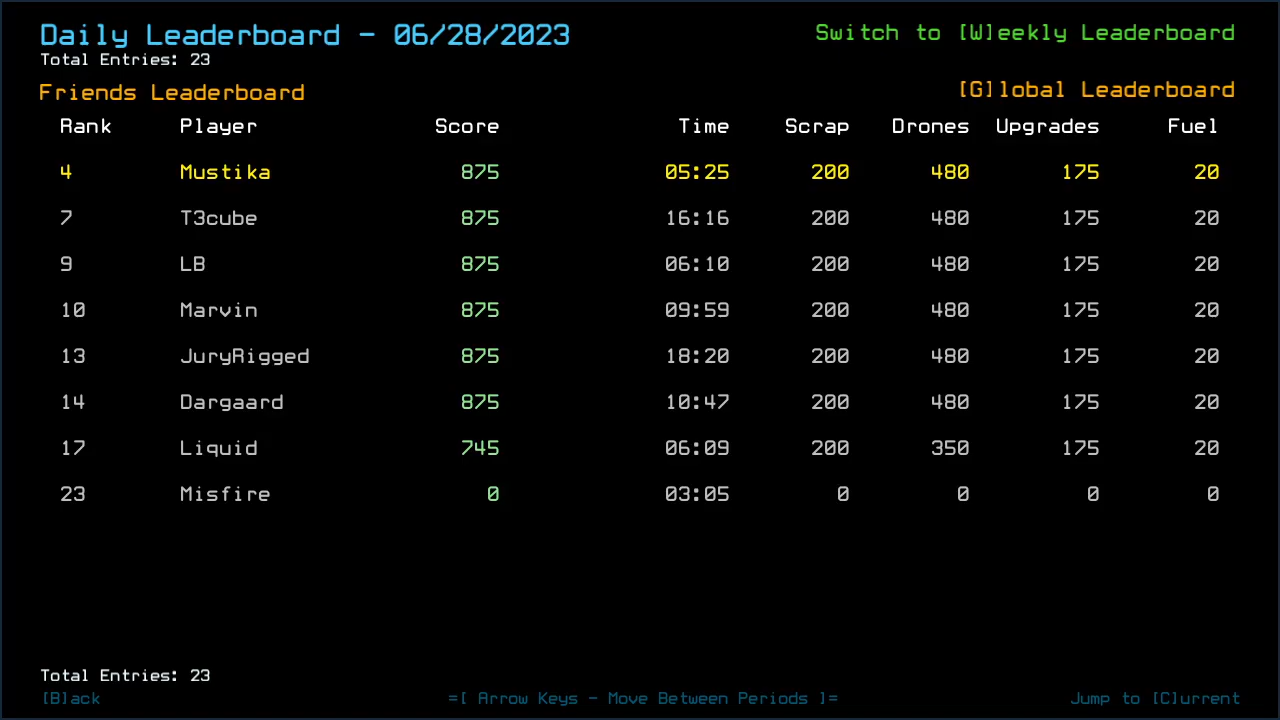 Daily Leaderboard - 06/28/2023 Switch to [W]eekly Leaderboard
Total Entries: 23
Friends Leaderboard [G]lobal Leaderboard
Rank Player Score Time Scrap Drones Upgrades Fuel
4 Mustika 875 05:25 200 480 175 20
7 T3cube 875 16:16 200 480 175 20
9 LB 875 06:10 200 480 175 20
10 Marvin 875 09:59 200 480 175 20
13 JuryRigged 875 18:20 200 480 175 20
14 Dargaard 875 10:47 200 480 175 20
17 Liquid 745 06:09 200 350 175 20
23 Misfire 0 03:05 0 0 0 0
Total Entries: 23
[B]ack =[ Arrow Keys - Move Between Periods ]= Jump to [C]urrent